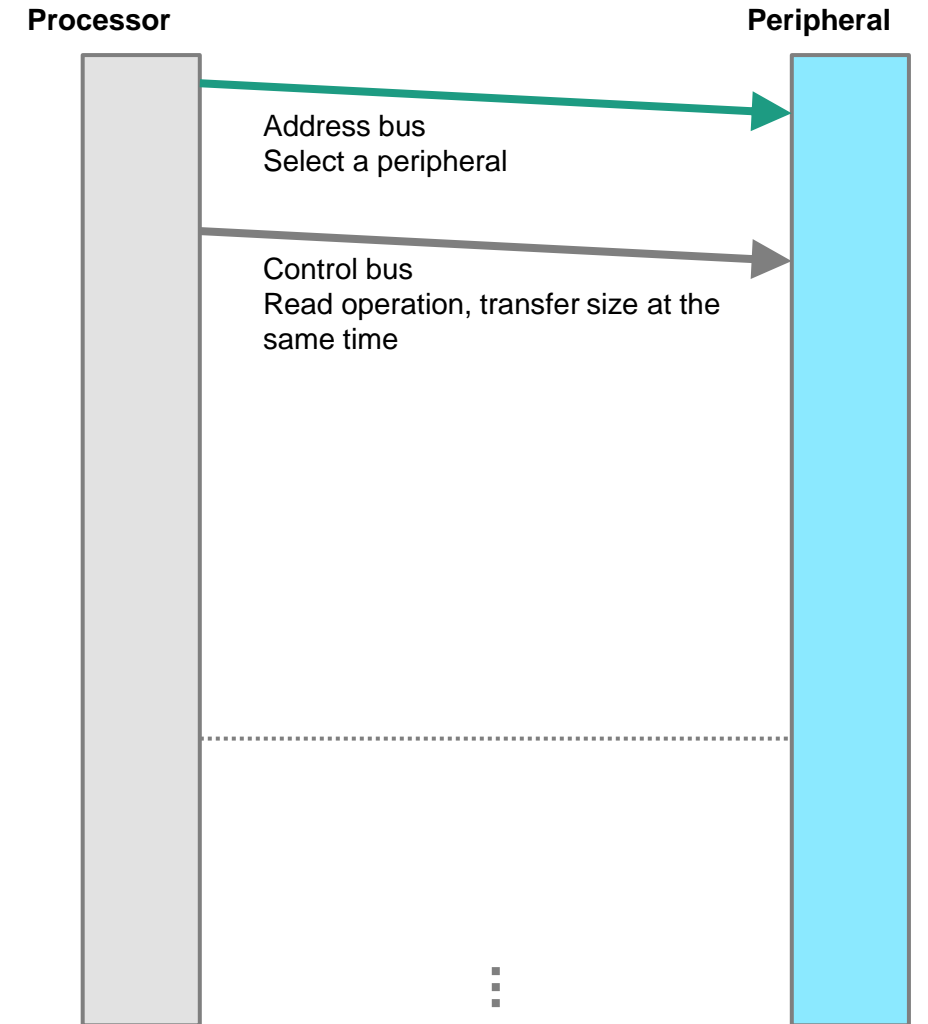 Processor
Peripheral
Address bus
Select a peripheral
Control bus
Read operation, transfer size at the
same time